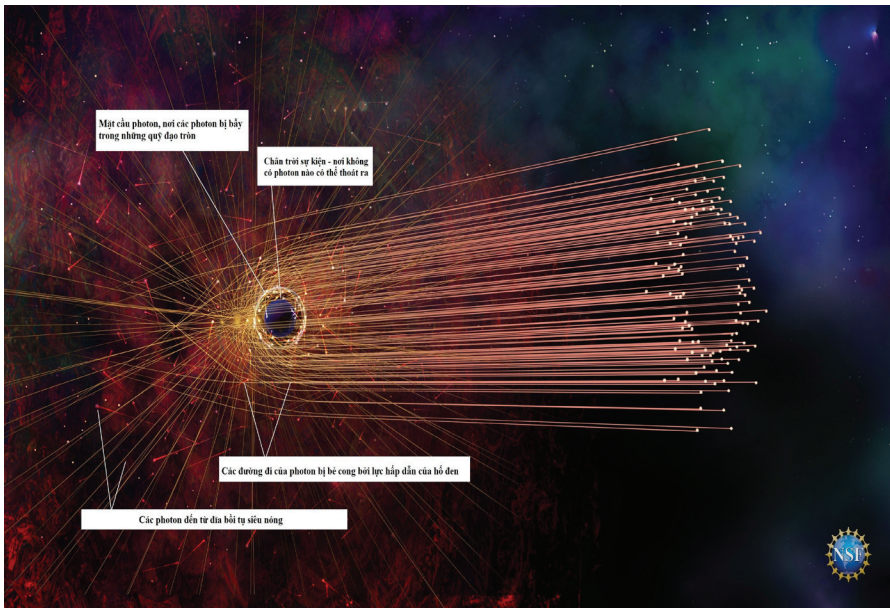 Mặt cầu photon, nơi các photon bị bẫy
trong những quỹ đạo tròn
Chân trời sự kiện - nơi không
có photon nào có thể thoát ra
Các đường đi của photon bị bẻ cong bởi lực hấp dẫn của hố đen
Các photon đến từ đĩa bồi tụ siêu nóng
NSF